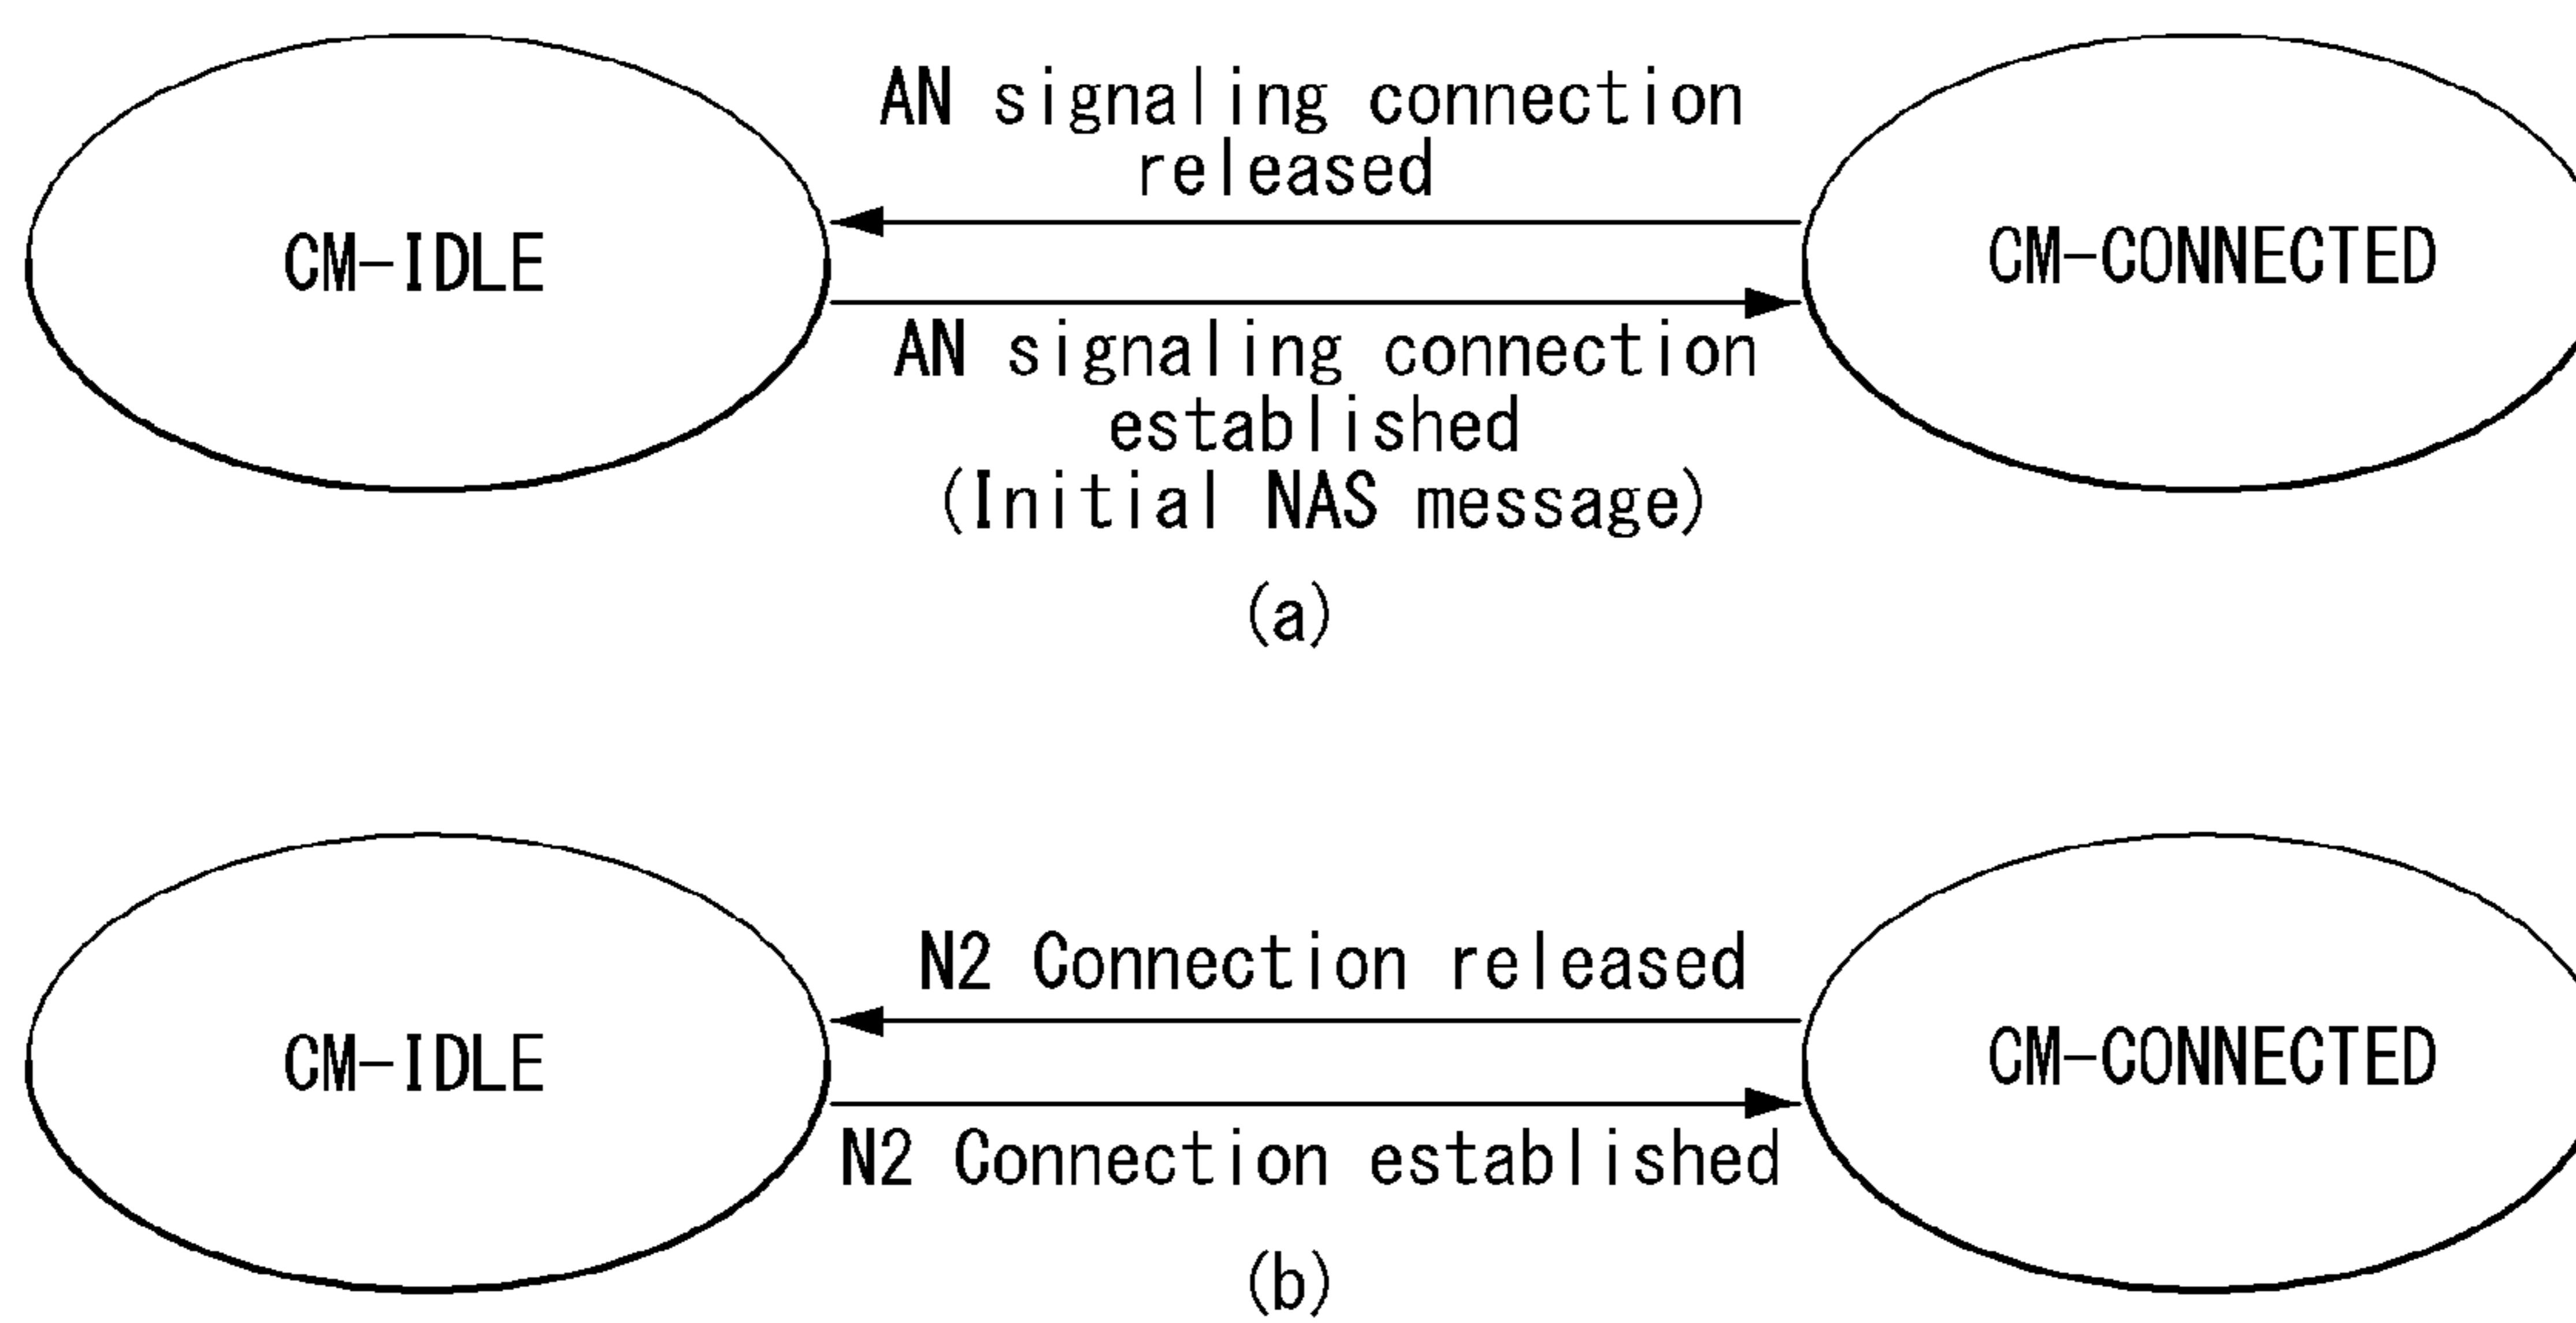 AN signaling connection
released
CM-IDLE
CM-CONNECTED
AN signaling connection
established
(Initial NAS message)
(a)
N2 Connection released
CM-IDLE
CM-CONNECTED
N2 Connection established
(b)